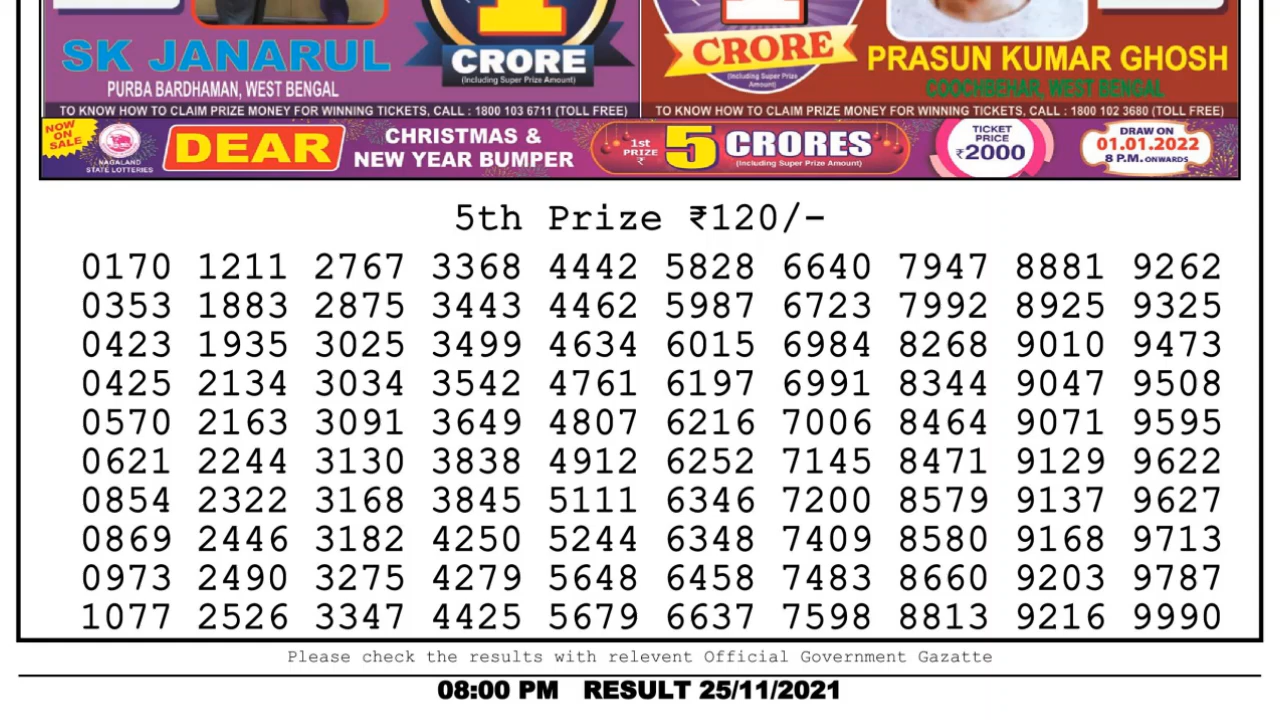 CRORE
(Including Super Prize Amount)
SK JANARUL
PURBA BARDHAMAN, WEST BENGAL
TO KNOW HOW TO CLAIM PRIZE MONEY FOR WINNING TICKETS, CALL : 1800 103 6711 (TOLL FREE)
CRORE
(Including Super Prize
Amount)
PRASUN KUMAR GHOSH
COOCHBEHAR, WEST BENGAL
TO KNOW HOW TO CLAIM PRIZE MONEY FOR WINNING TICKETS, CALL : 1800 102 3680 (TOLL FREE)
NOW
ON
SALE
NAGALAND
STATE LOTTERIES
DEAR
CHRISTMAS &
NEW YEAR BUMPER
1st
PRIZE
₹
5 CRORES
(Including Super Prize Amount)
TICKET
PRICE
₹2000
DRAW ON
01.01.2022
8 P.M. ONWARDS
5th Prize ₹120/-
0170 1211 2767 3368 4442 5828 6640 7947 8881 9262
0353 1883 2875 3443 4462 5987 6723 7992 8925 9325
0423 1935 3025 3499 4634 6015 6984 8268 9010 9473
0425 2134 3034 3542 4761 6197 6991 8344 9047 9508
0570 2163 3091 3649 4807 6216 7006 8464 9071 9595
0621 2244 3130 3838 4912 6252 7145 8471 9129 9622
0854 2322 3168 3845 5111 6346 7200 8579 9137 9627
0869 2446 3182 4250 5244 6348 7409 8580 9168 9713
0973 2490 3275 4279 5648 6458 7483 8660 9203 9787
1077 2526 3347 4425 5679 6637 7598 8813 9216 9990
Please check the results with relevent Official Government Gazatte
08:00 PM RESULT 25/11/2021